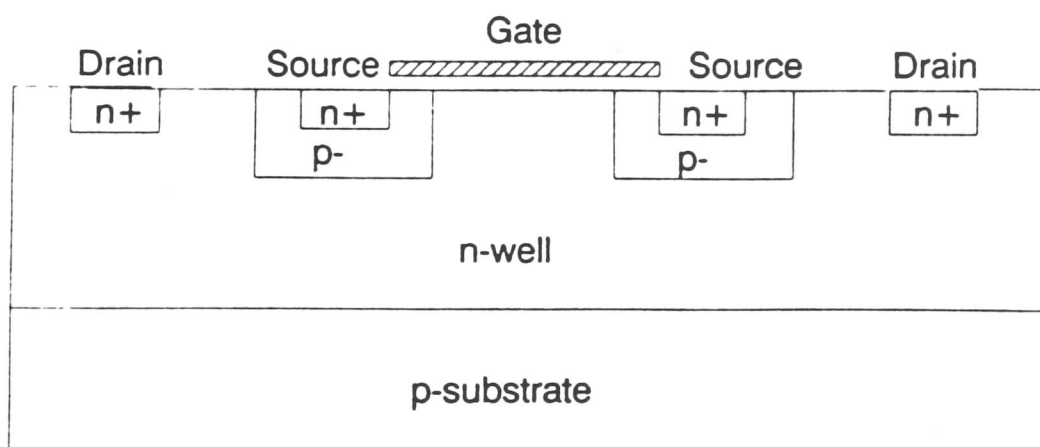 Gate
Drain Source Source Drain
n+ n+ n+ n+
p- p-
n-well
p-substrate